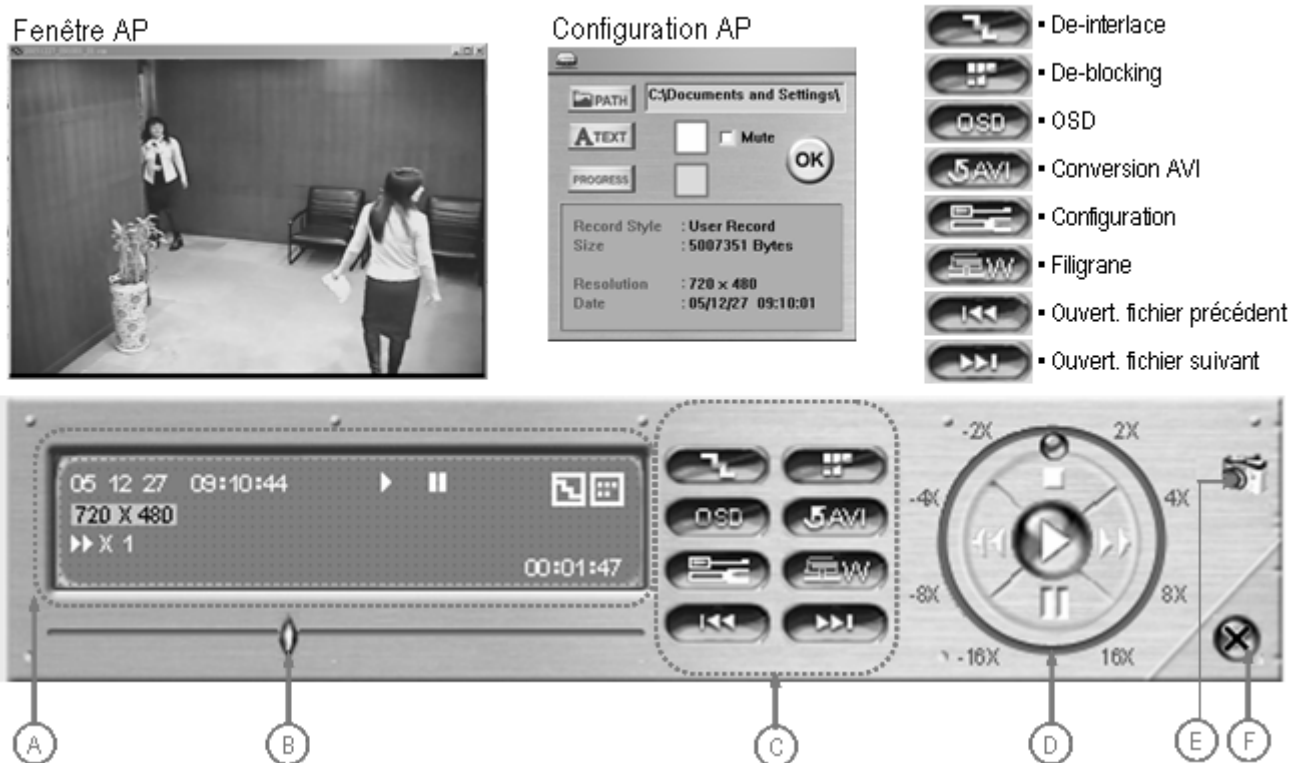 Fenêtre AP
Configuration AP
PATH
C:\Documents and Settings\
A TEXT
Mute
OK
PROGRESS
Record Style : User Record
Size : 5007351 Bytes
Resolution : 720 x 480
Date : 05/12/27 09:10:01
▪ De-interlace
▪ De-blocking
OSD ▪ OSD
AVI ▪ Conversion AVI
▪ Configuration
W ▪ Filigrane
▪ Ouvert. fichier précédent
▪ Ouvert. fichier suivant
05 12 27 09:10:44
720 X 480
X 1
00:01:47
OSD
AVI
W
-2X
2X
-4X
4X
-8X
8X
-16X
16X
A
B
C
D
E
F